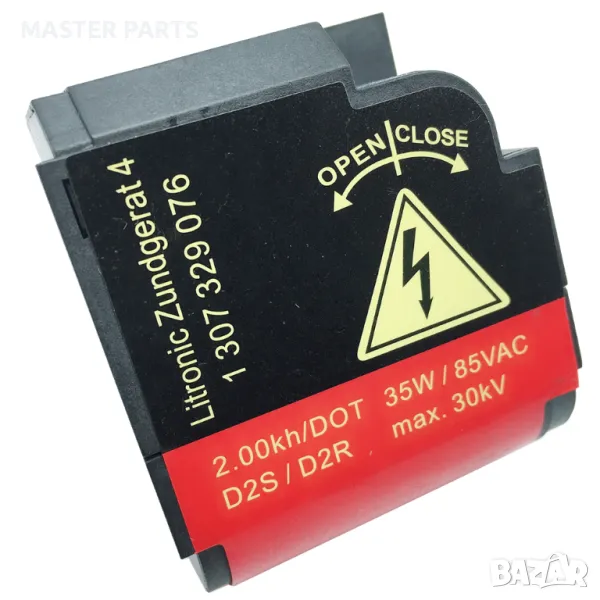 MASTER PARTS
OPEN CLOSE
Litronic Zundgerat 4
1 307 329 076
2.00kh/DOT 35W / 85VAC
D2S / D2R max. 30kV
BAZAR